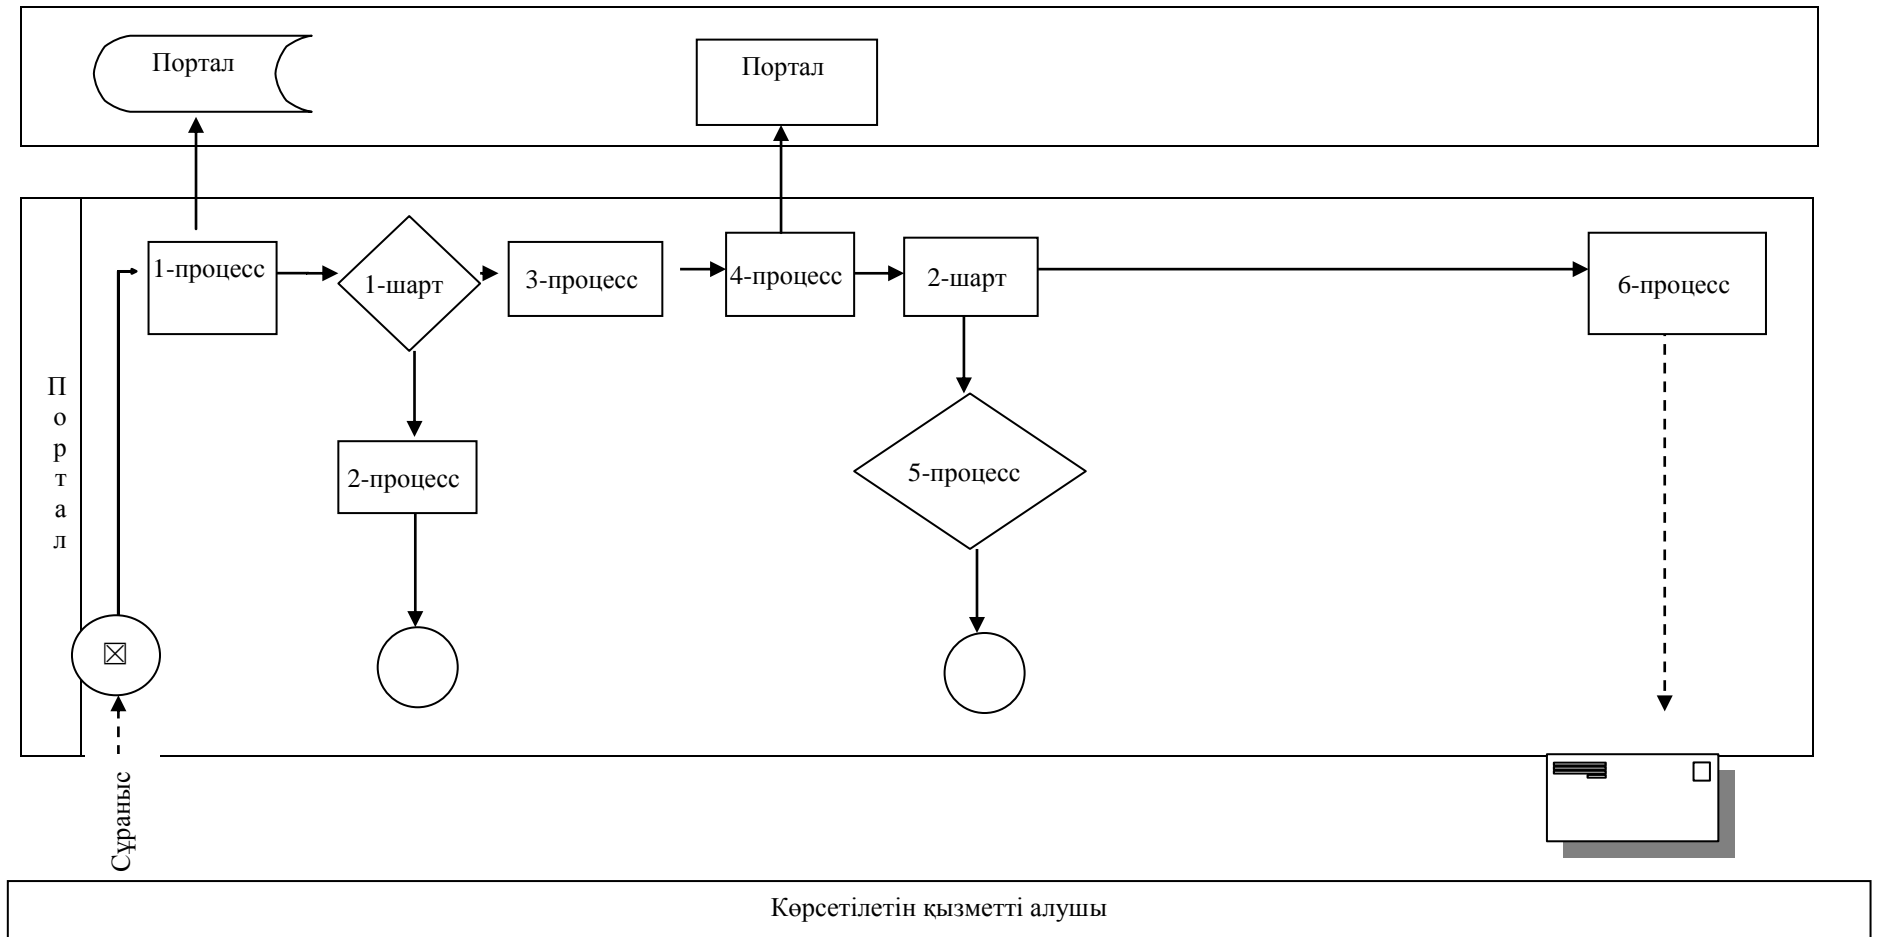 Портал
Портал
1-процесс
1-шарт
3-процесс
4-процесс
2-шарт
6-процесс
Портал
2-процесс
5-процесс
Сұраныс
Көрсетілетін қызметті алушы